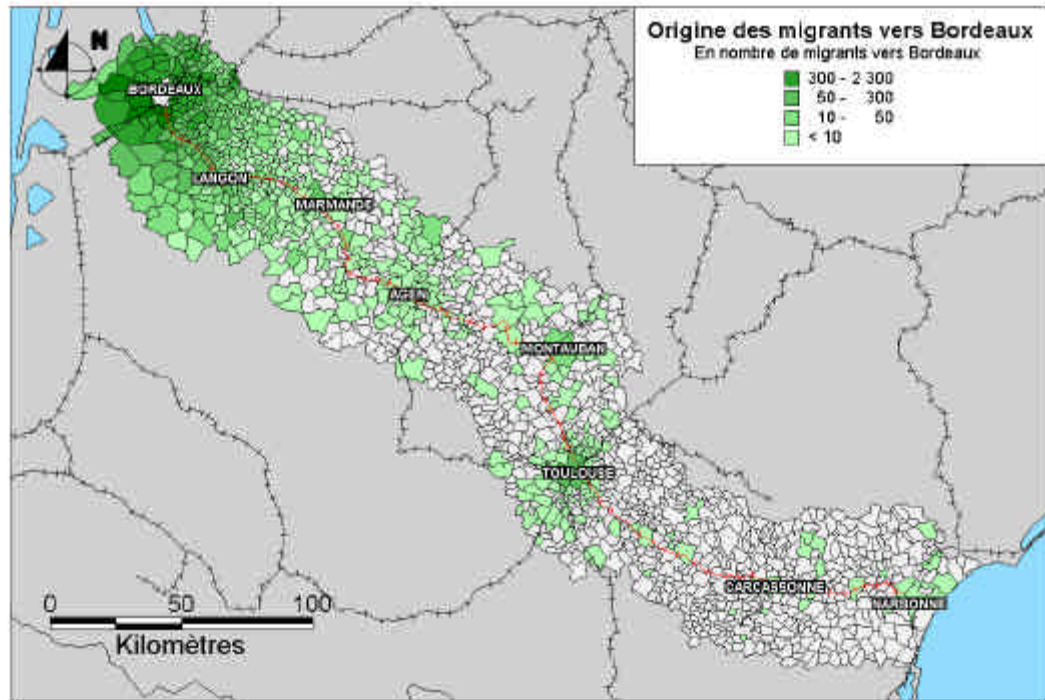 Origine des migrants vers Bordeaux
En nombre de migrants vers Bordeaux
300 - 2 300
50 - 300
10 - 50
< 10
N
BORDEAUX
LANGON
MARMANDE
AGEN
MONTAUBAN
TOULOUSE
CARCASSONNE
NARBONNE
0 50 100
Kilomètres